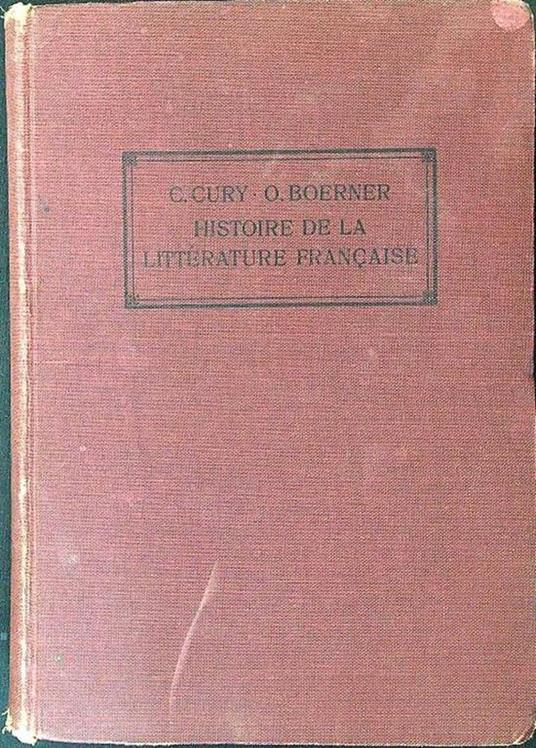 C. CURY · O. BOERNER
HISTOIRE DE LA
LITTÉRATURE FRANÇAISE